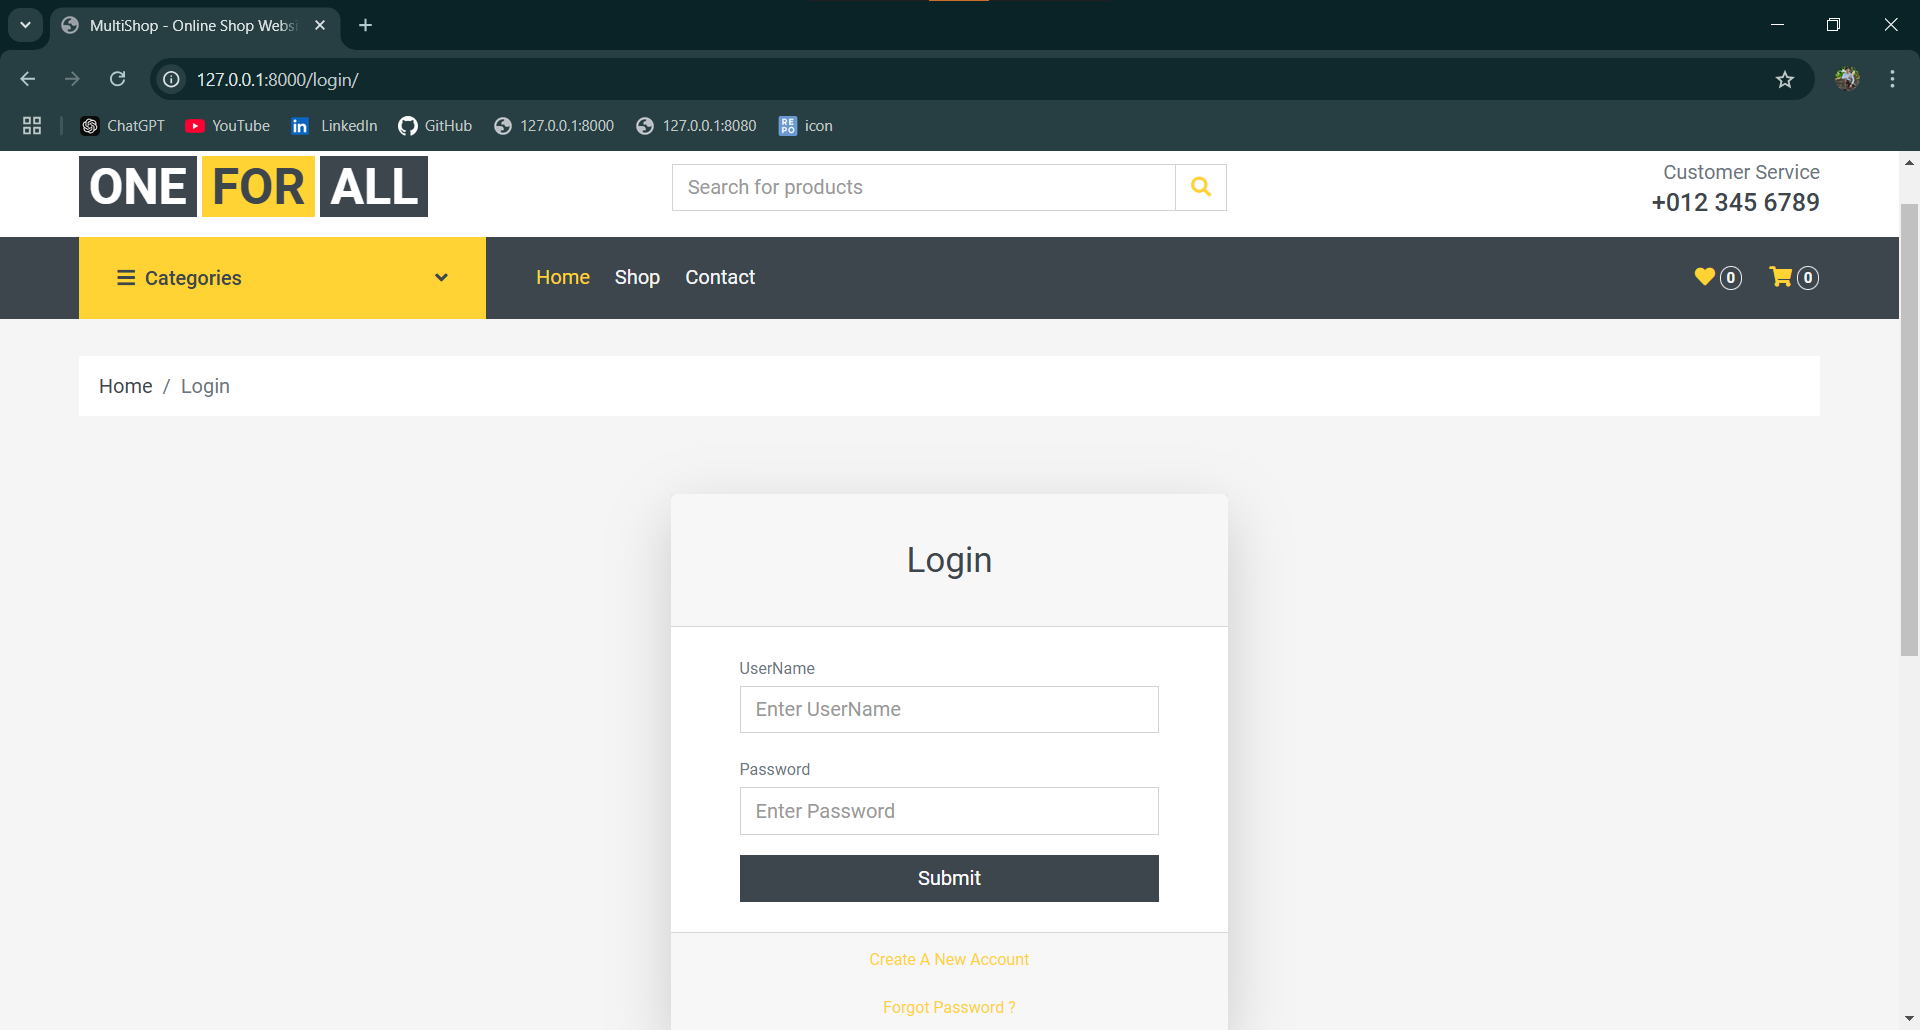 MultiShop - Online Shop Websi
127.0.0.1:8000/login/
ChatGPT YouTube LinkedIn GitHub 127.0.0.1:8000 127.0.0.1:8080 icon
ONE FOR ALL
Search for products
Customer Service
+012 345 6789
Categories
Home Shop Contact
0 0
Home / Login
Login
UserName
Enter UserName
Password
Enter Password
Submit
Create A New Account
Forgot Password ?